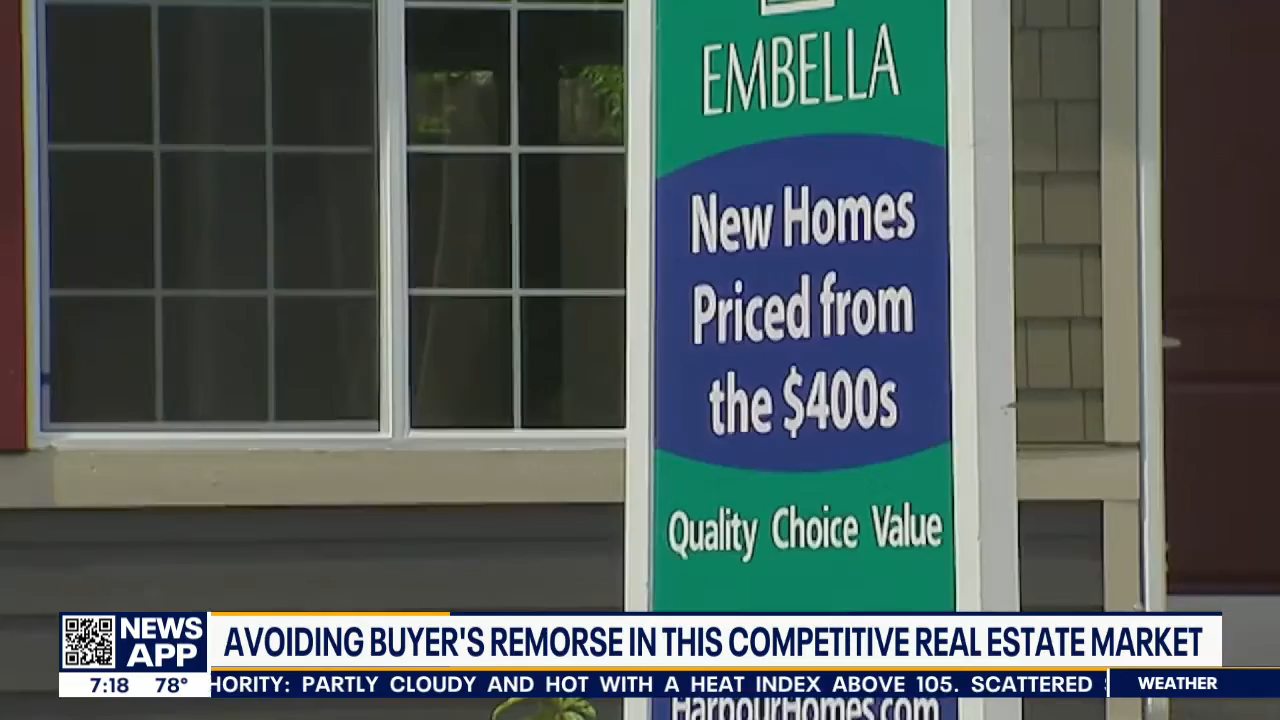 EMBELLA
New Homes
Priced from
the $400s
Quality Choice Value
NEWS
APP
AVOIDING BUYER'S REMORSE IN THIS COMPETITIVE REAL ESTATE MARKET
7:18 78° HORITY: PARTLY CLOUDY AND HOT WITH A HEAT INDEX ABOVE 105. SCATTERED WEATHER
HarbourHomes.com